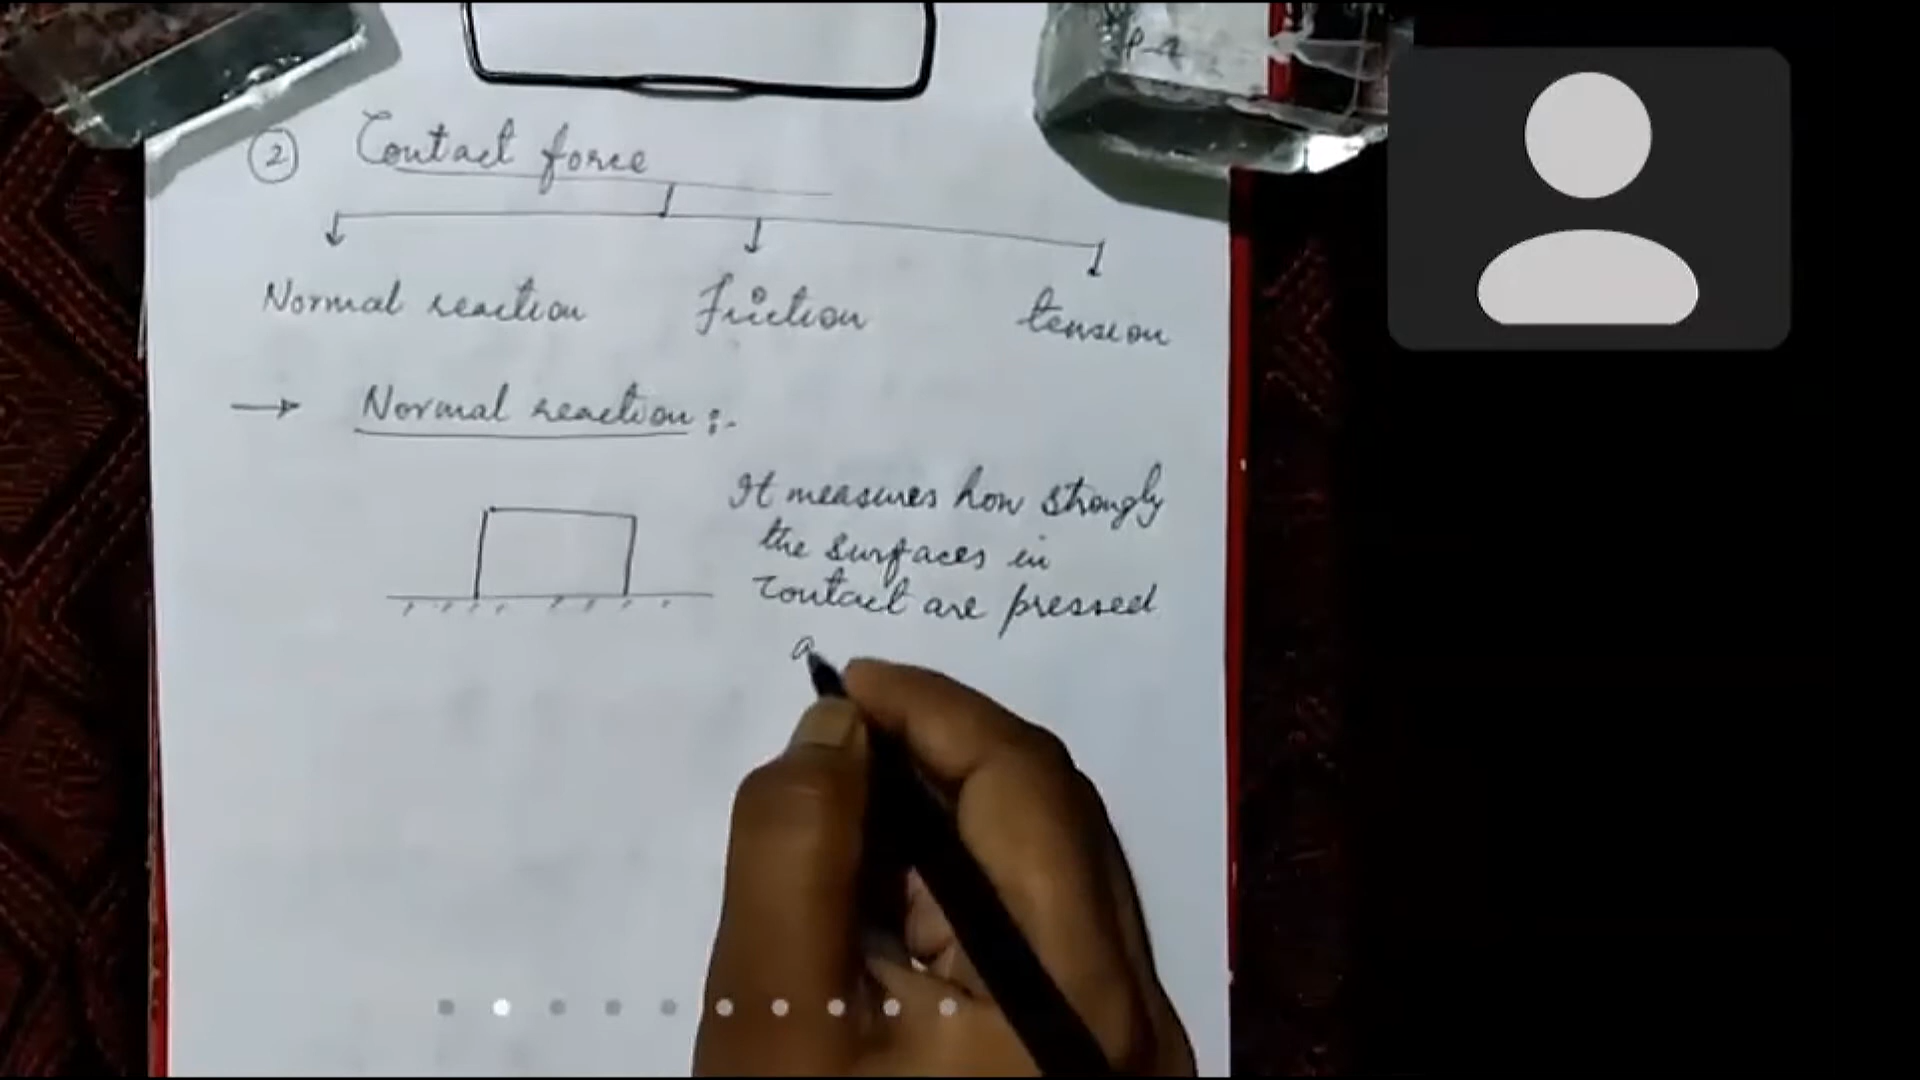 2 Contact force
Normal reaction friction tension
→ Normal reaction :-
It measures how strongly
the surfaces in
contact are pressed
a